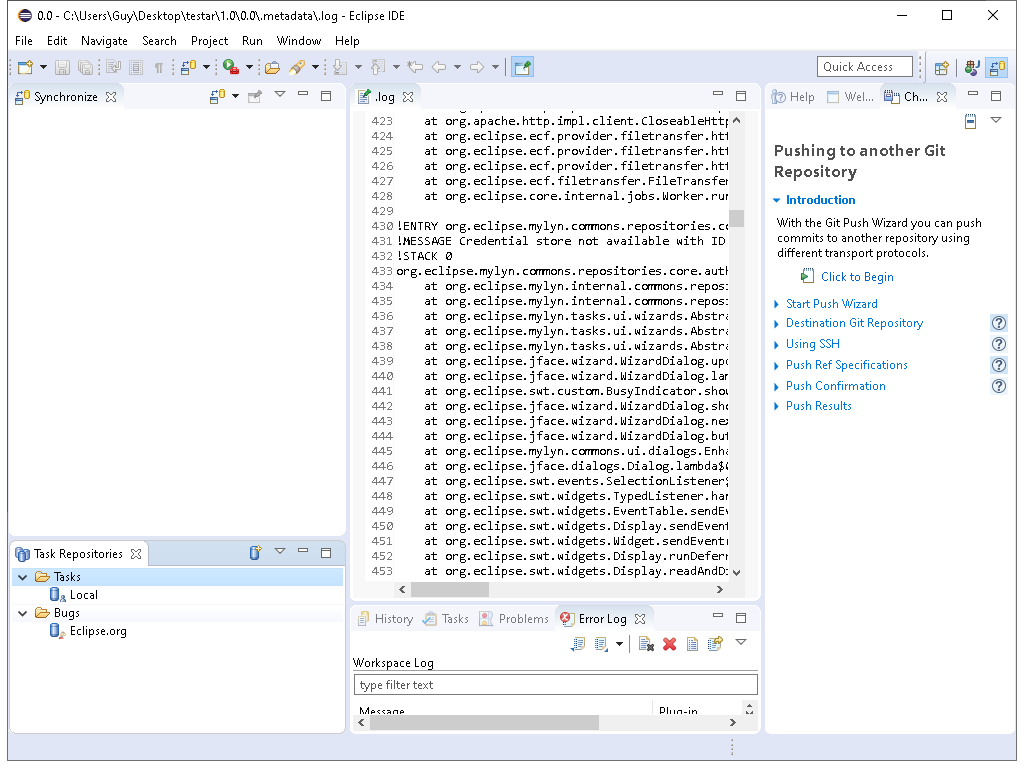 0.0 - C:\Users\Guy\Desktop\testar\1.0\0.0\.metadata\.log - Eclipse IDE
File Edit Navigate Search Project Run Window Help
Quick Access
Synchronize
.log
423 at org.apache.http.impl.client.CloseableHttp
424 at org.eclipse.ecf.provider.filetransfer.htt
425 at org.eclipse.ecf.provider.filetransfer.htt
426 at org.eclipse.ecf.provider.filetransfer.htt
427 at org.eclipse.ecf.filetransfer.FileTransfer
428 at org.eclipse.core.internal.jobs.Worker.run
429
430 !ENTRY org.eclipse.mylyn.commons.repositories.co
431 !MESSAGE Credential store not available with ID
432 !STACK 0
433 org.eclipse.mylyn.commons.repositories.core.auth
434 at org.eclipse.mylyn.internal.commons.repos
435 at org.eclipse.mylyn.internal.commons.repos
436 at org.eclipse.mylyn.tasks.ui.wizards.Abstra
437 at org.eclipse.mylyn.tasks.ui.wizards.Abstra
438 at org.eclipse.mylyn.tasks.ui.wizards.Abstra
439 at org.eclipse.jface.wizard.WizardDialog.upd
440 at org.eclipse.jface.wizard.WizardDialog.lam
441 at org.eclipse.swt.custom.BusyIndicator.show
442 at org.eclipse.jface.wizard.WizardDialog.sho
443 at org.eclipse.jface.wizard.WizardDialog.nex
444 at org.eclipse.jface.wizard.WizardDialog.but
445 at org.eclipse.mylyn.commons.ui.dialogs.Enha
446 at org.eclipse.jface.dialogs.Dialog.lambda$0
447 at org.eclipse.swt.events.SelectionListener$
448 at org.eclipse.swt.widgets.TypedListener.han
449 at org.eclipse.swt.widgets.EventTable.sendEv
450 at org.eclipse.swt.widgets.Display.sendEvent
451 at org.eclipse.swt.widgets.Widget.sendEvent
452 at org.eclipse.swt.widgets.Display.runDeferr
453 at org.eclipse.swt.widgets.Display.readAndDi
Help Wel... Ch...
Pushing to another Git
Repository
Introduction
With the Git Push Wizard you can push
commits to another repository using
different transport protocols.
Click to Begin
Start Push Wizard
Destination Git Repository
Using SSH
Push Ref Specifications
Push Confirmation
Push Results
Task Repositories
Tasks
Local
Bugs
Eclipse.org
History Tasks Problems Error Log
Workspace Log
type filter text
Message Plug-in